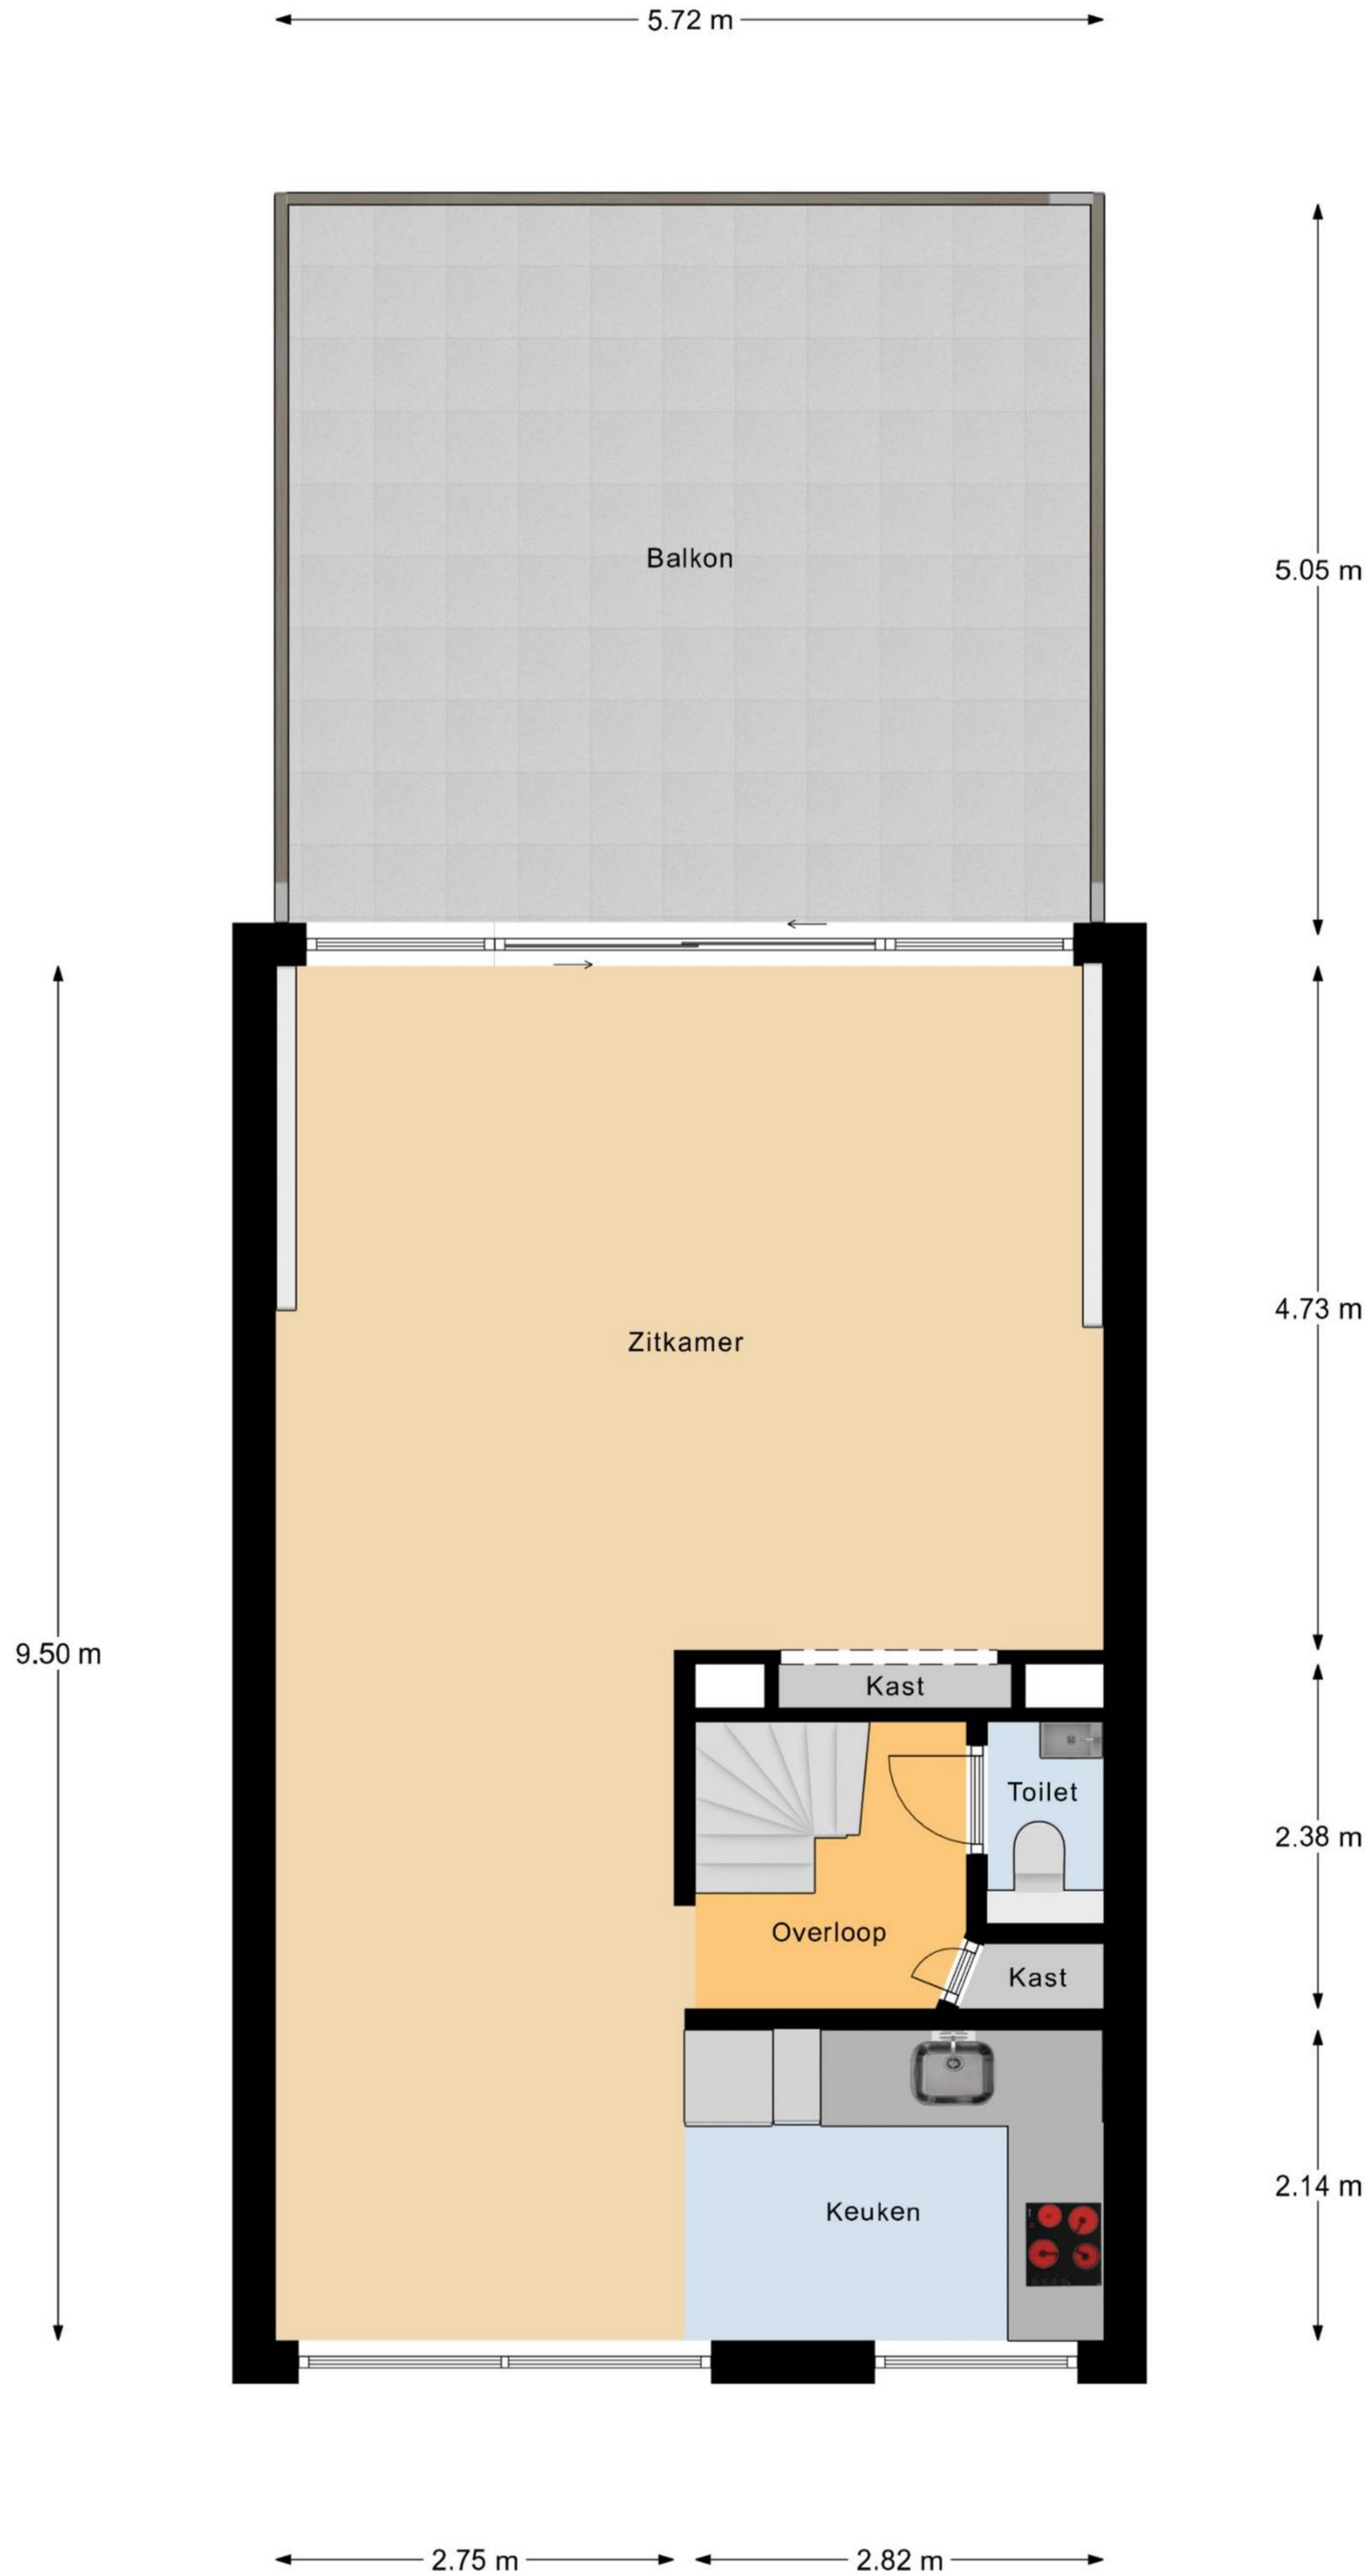 5.72 m
Balkon
5.05 m
Zitkamer
4.73 m
9.50 m
Kast
Toilet
2.38 m
Overloop
Kast
2.14 m
Keuken
2.75 m
2.82 m